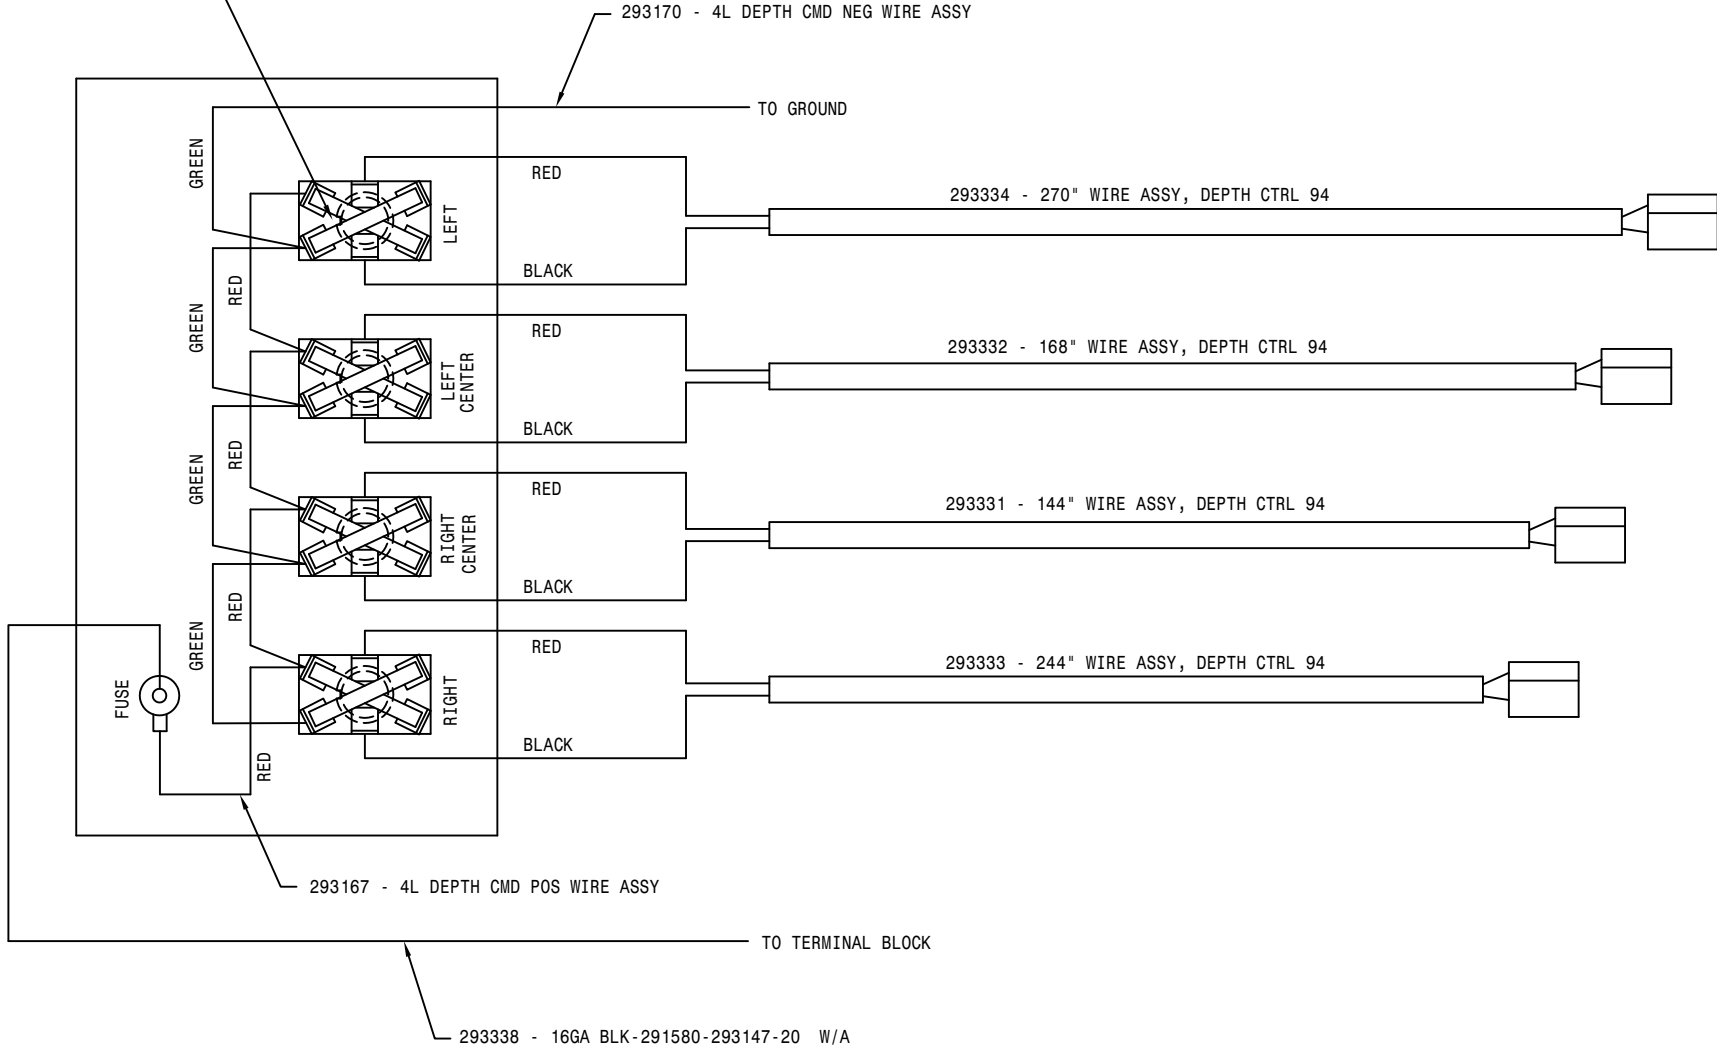 293170 - 4L DEPTH CMD NEG WIRE ASSY
TO GROUND
GREEN
RED
LEFT
BLACK
293334 - 270" WIRE ASSY, DEPTH CTRL 94
RED
GREEN
RED
LEFT
CENTER
BLACK
293332 - 168" WIRE ASSY, DEPTH CTRL 94
RED
GREEN
RED
RIGHT
CENTER
BLACK
293331 - 144" WIRE ASSY, DEPTH CTRL 94
RED
GREEN
RED
RIGHT
BLACK
293333 - 244" WIRE ASSY, DEPTH CTRL 94
FUSE
RED
293167 - 4L DEPTH CMD POS WIRE ASSY
TO TERMINAL BLOCK
293338 - 16GA BLK-291580-293147-20 W/A